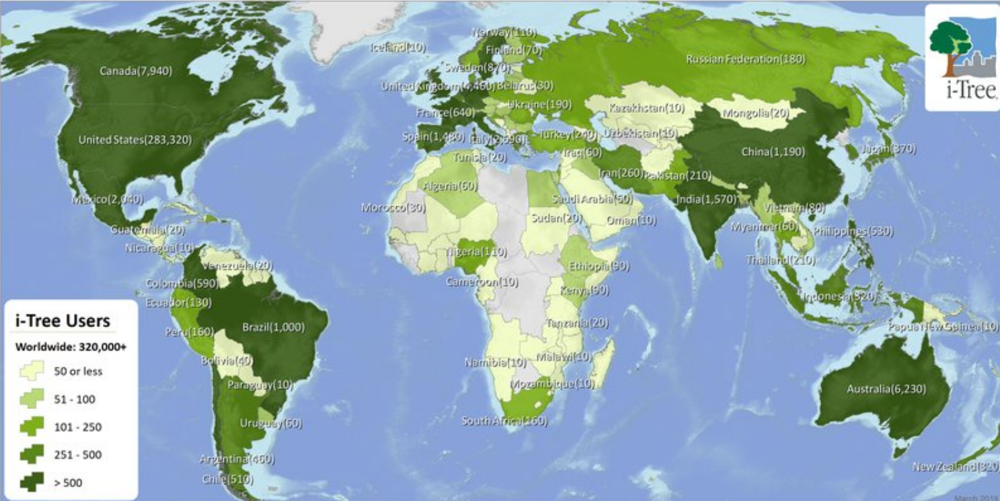 Norway(110)
Iceland(10)
Finland(70)
Canada(7,940)
Sweden(870)
Russian Federation(180)
i-Tree
United Kingdom(4,460)
Belarus(30)
France(640)
Ukraine(190)
Kazakhstan(10)
Mongolia(20)
United States(283,320)
Spain(1,480)
Italy(2,590)
Turkey(240)
Uzbekistan(10)
Tunisia(20)
Iraq(60)
China(1,190)
Japan(370)
Algeria(60)
Iran(260)
Pakistan(210)
Mexico(2,040)
Morocco(30)
Saudi Arabia(50)
India(1,570)
Vietnam(80)
Sudan(20)
Oman(10)
Myanmar(60)
Philippines(530)
Guatemala(20)
Nicaragua(10)
Nigeria(110)
Thailand(210)
Venezuela(20)
Ethiopia(90)
Colombia(590)
Cameroon(10)
Kenya(90)
Indonesia(320)
Ecuador(130)
Peru(160)
Brazil(1,000)
Tanzania(20)
Papua New Guinea(10)
Bolivia(40)
Namibia(10)
Malawi(10)
Paraguay(10)
Mozambique(10)
Australia(6,230)
Uruguay(60)
South Africa(160)
Argentina(460)
New Zealand(320
Chile(510)
i-Tree Users
Worldwide: 320,000+
50 or less
51 - 100
101 - 250
251 - 500
> 500